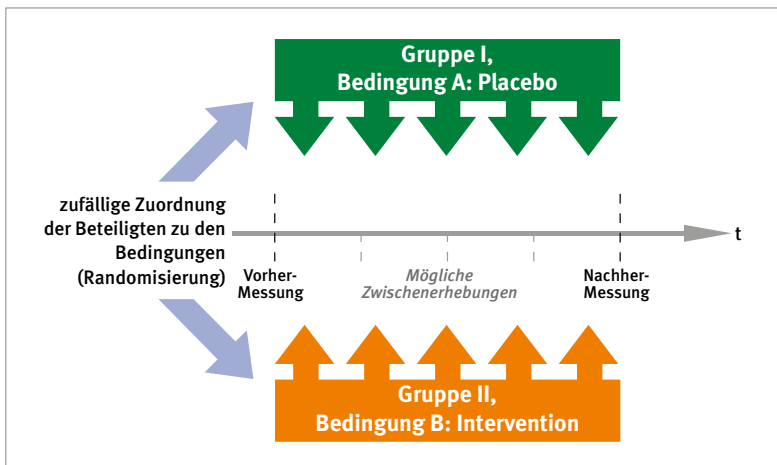 Gruppe I,
Bedingung A: Placebo
zufällige Zuordnung
der Beteiligten zu den
Bedingungen
(Randomisierung)
t
Vorher-
Messung
Mögliche
Zwischenerhebungen
Nachher-
Messung
Gruppe II,
Bedingung B: Intervention